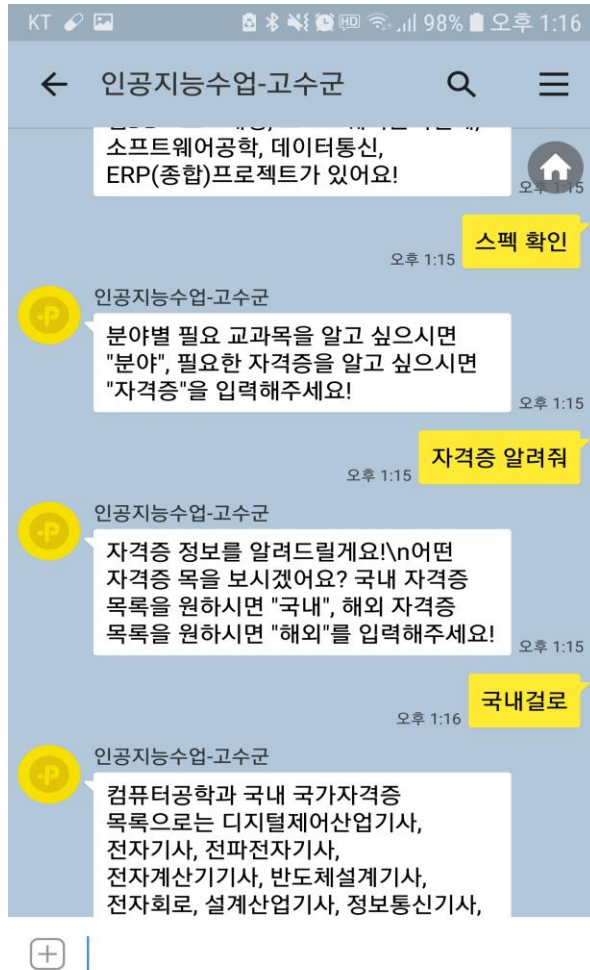 KT 98% 오후 1:16
인공지능수업-고수군
소프트웨어공학, 데이터통신,
ERP(종합)프로젝트가 있어요!
오후 1:15
스펙 확인
오후 1:15
인공지능수업-고수군
분야별 필요 교과목을 알고 싶으시면
"분야", 필요한 자격증을 알고 싶으시면
"자격증"을 입력해주세요!
오후 1:15
자격증 알려줘
오후 1:15
인공지능수업-고수군
자격증 정보를 알려드릴게요!\n어떤
자격증 목을 보시겠어요? 국내 자격증
목록을 원하시면 "국내", 해외 자격증
목록을 원하시면 "해외"를 입력해주세요!
오후 1:15
국내걸로
오후 1:16
인공지능수업-고수군
컴퓨터공학과 국내 국가자격증
목록으로는 디지털제어산업기사,
전자기사, 전파전자기사,
전자계산기기사, 반도체설계기사,
전자회로, 설계산업기사, 정보통신기사,